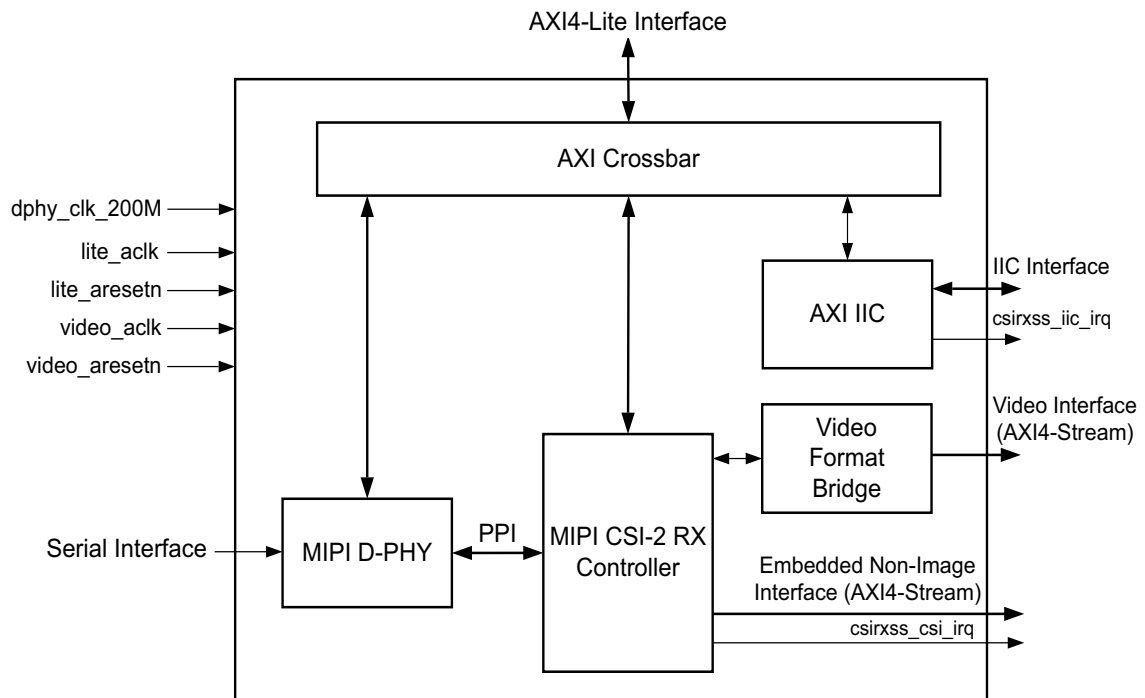 AXI4-Lite Interface
AXI Crossbar
dphy_clk_200M
lite_aclk
lite_aresetn
video_aclk
video_aresetn
AXI IIC
IIC Interface
csirxss_iic_irq
Video
Format
Bridge
Video Interface
(AXI4-Stream)
Serial Interface
MIPI D-PHY
PPI
MIPI CSI-2 RX
Controller
Embedded Non-Image
Interface (AXI4-Stream)
csirxss_csi_irq